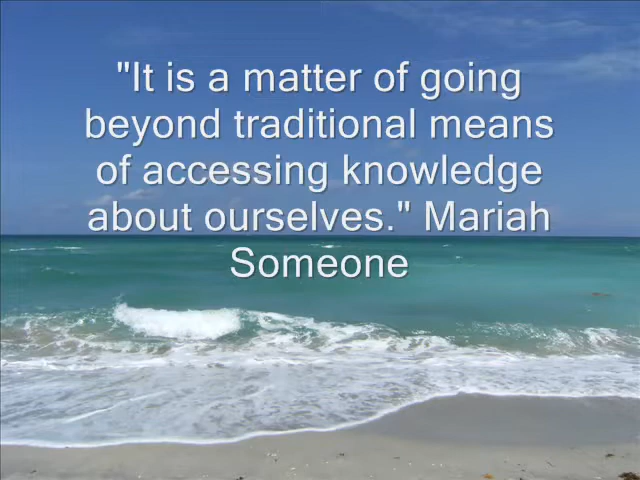 "It is a matter of going
beyond traditional means
of accessing knowledge
about ourselves." Mariah
Someone